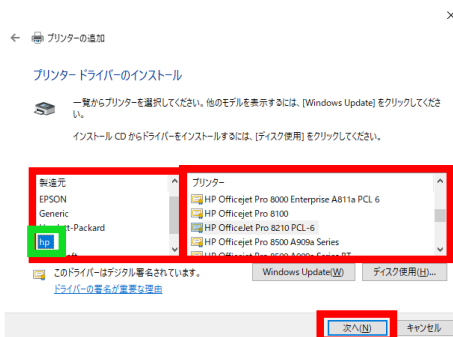 プリンターの追加
プリンター ドライバーのインストール
一覧からプリンターを選択してください。他のモデルを表示するには、[Windows Update] をクリックしてくださ
い。
インストール CD からドライバーをインストールするには、[ディスク使用] をクリックしてください。
製造元
EPSON
Generic
hp
プリンター
HP Officejet Pro 8000 Enterprise A811a PCL 6
HP Officejet Pro 8100
HP OfficeJet Pro 8210 PCL-6
HP Officejet Pro 8500 A909a Series
このドライバーはデジタル署名されています。
ドライバーの署名が重要な理由
Windows Update(W)
ディスク使用(H)...
次へ(N)
キャンセル